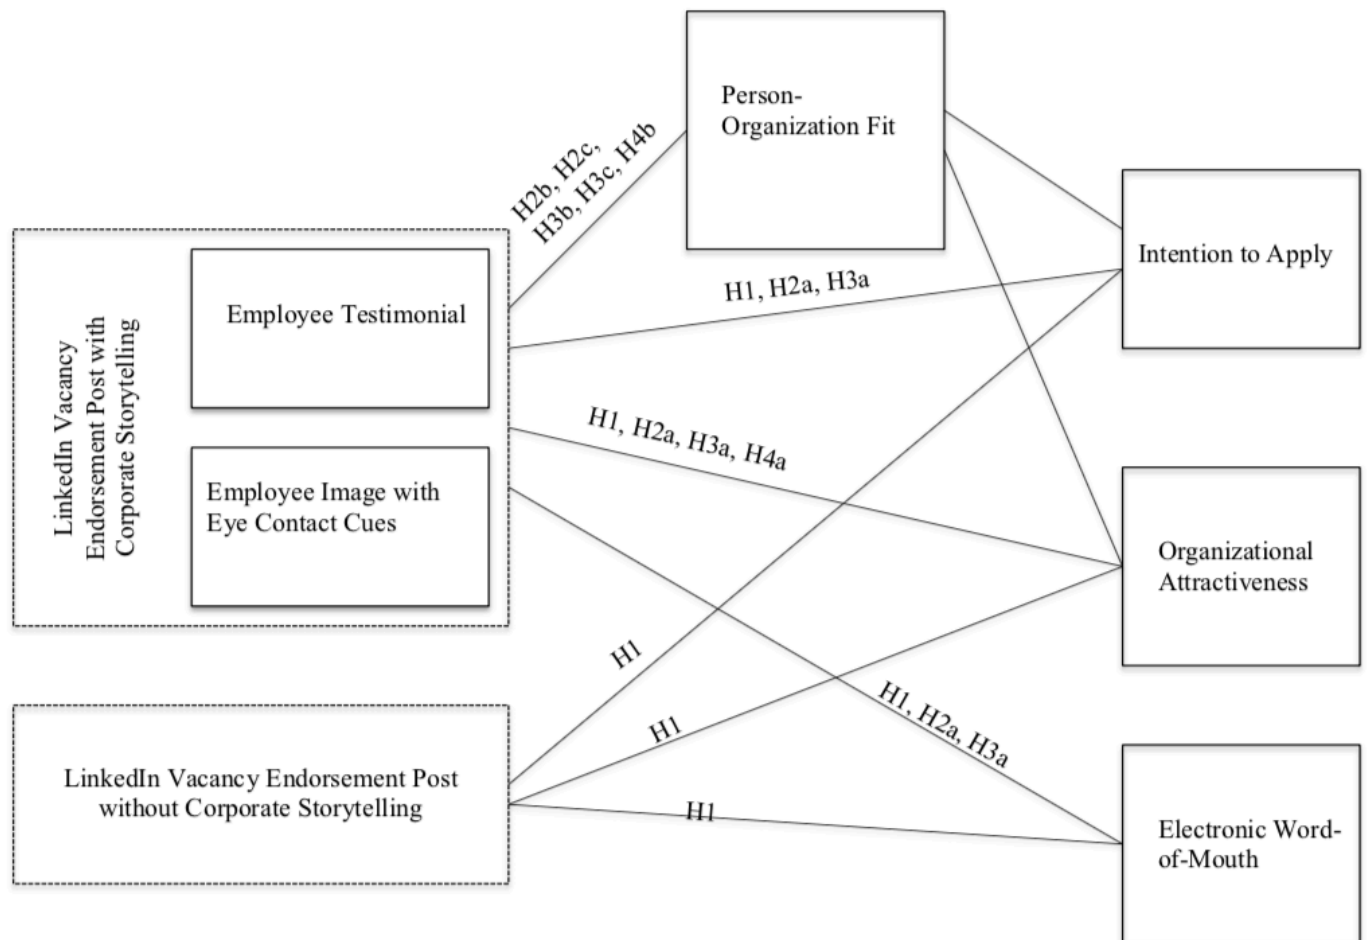 Person-
Organization Fit
H2b, H2c,
H3b, H3c, H4b
Intention to Apply
H1, H2a, H3a
Employee Testimonial
LinkedIn Vacancy
Endorsement Post with
Corporate Storytelling
H1, H2a, H3a, H4a
Employee Image with
Eye Contact Cues
Organizational
Attractiveness
H1
H1
H1, H2a, H3a
LinkedIn Vacancy Endorsement Post
without Corporate Storytelling
H1
Electronic Word-
of-Mouth